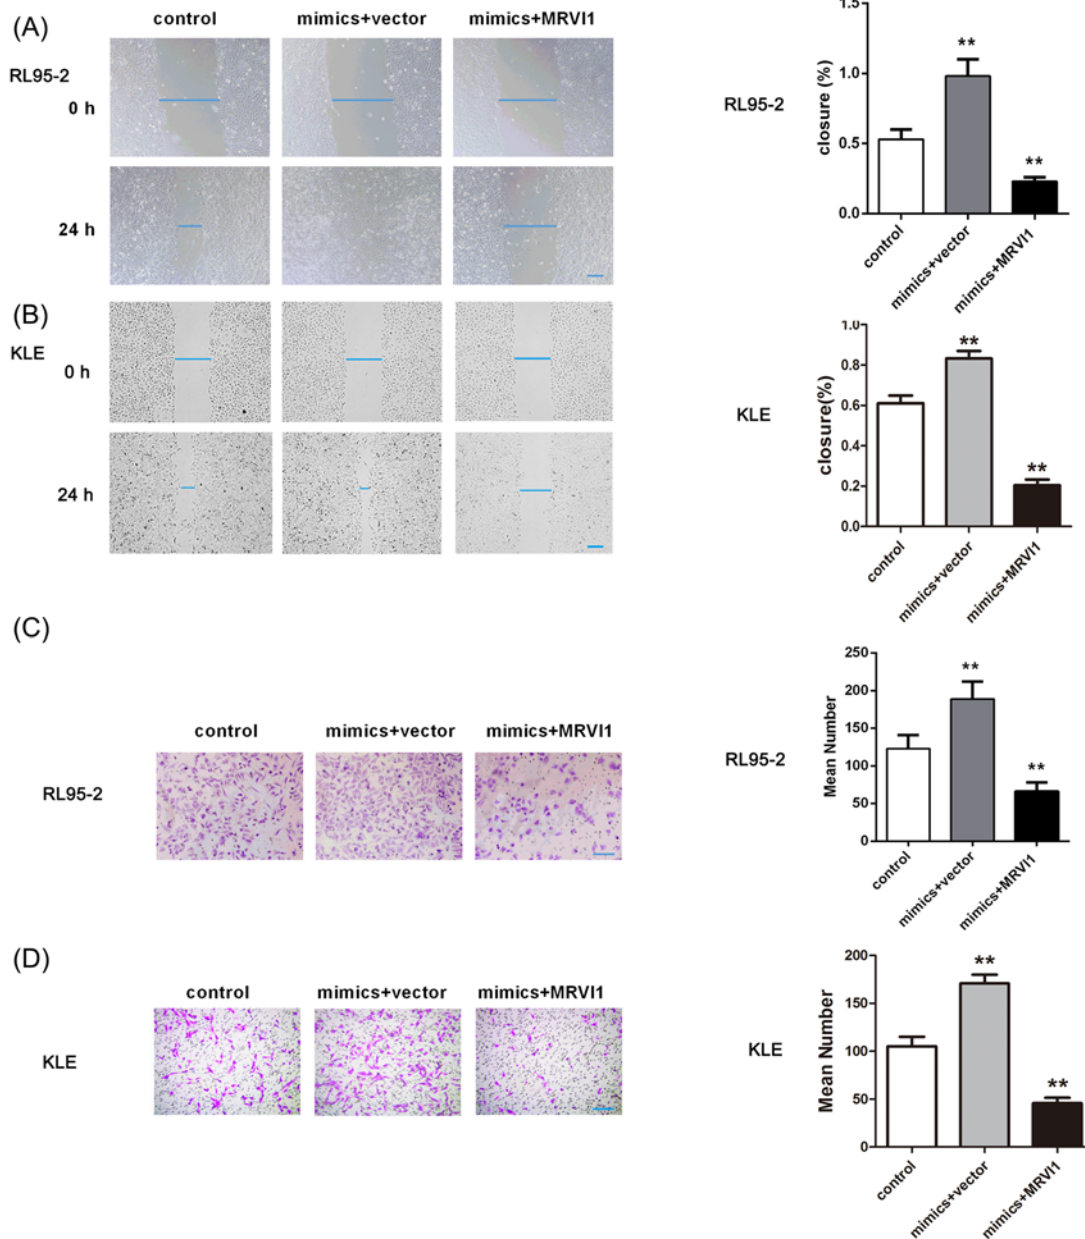 (A)
control
mimics+vector
mimics+MRVI1
RL95-2
0 h
24 h
RL95-2
closure (%)
1.5
1.0
0.5
0.0
**
**
control
mimics+vector
mimics+MRVI1
(B)
KLE
0 h
24 h
KLE
closure(%)
1.0
0.8
0.6
0.4
0.2
0.0
**
**
control
mimics+vector
mimics+MRVI1
(C)
control
mimics+vector
mimics+MRVI1
RL95-2
RL95-2
Mean Number
250
200
150
100
50
0
**
**
control
mimics+vector
mimics+MRVI1
(D)
control
mimics+vector
mimics+MRVI1
KLE
KLE
Mean Number
200
150
100
50
0
**
**
control
mimics+vector
mimics+MRVI1